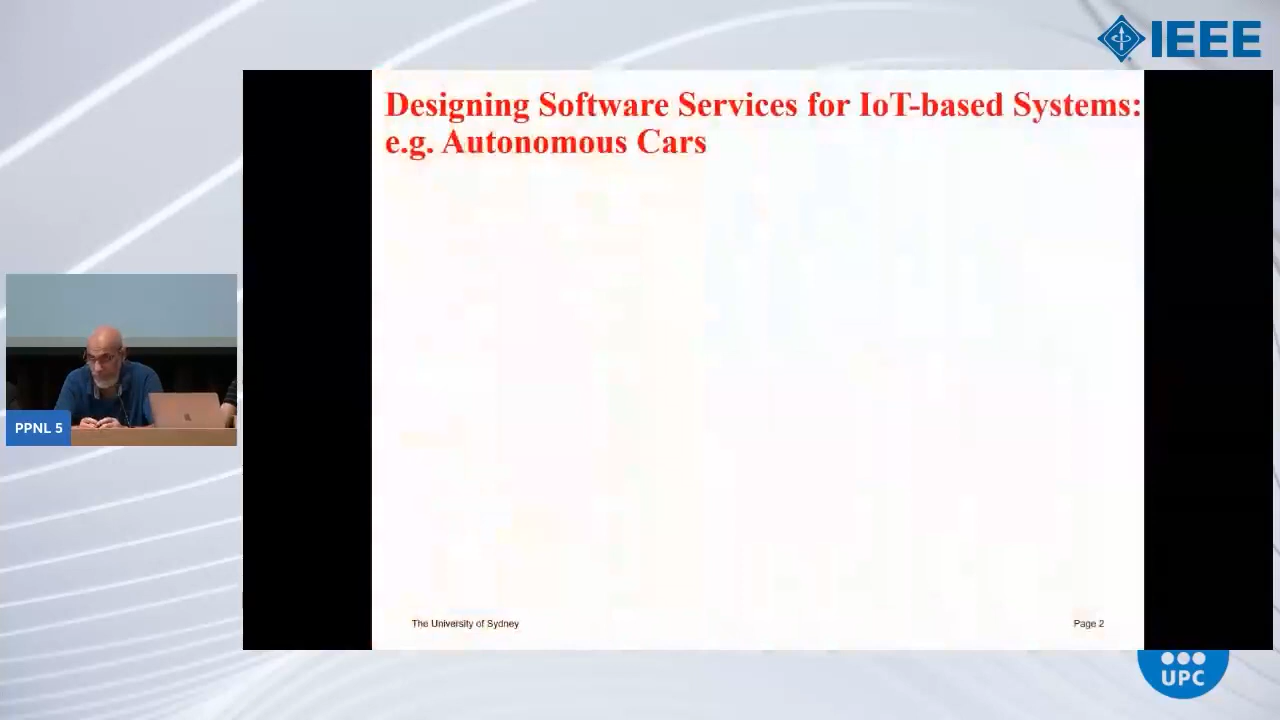 IEEE
Designing Software Services for IoT-based Systems:
e.g. Autonomous Cars
PPNL 5
The University of Sydney
Page 2
UPC